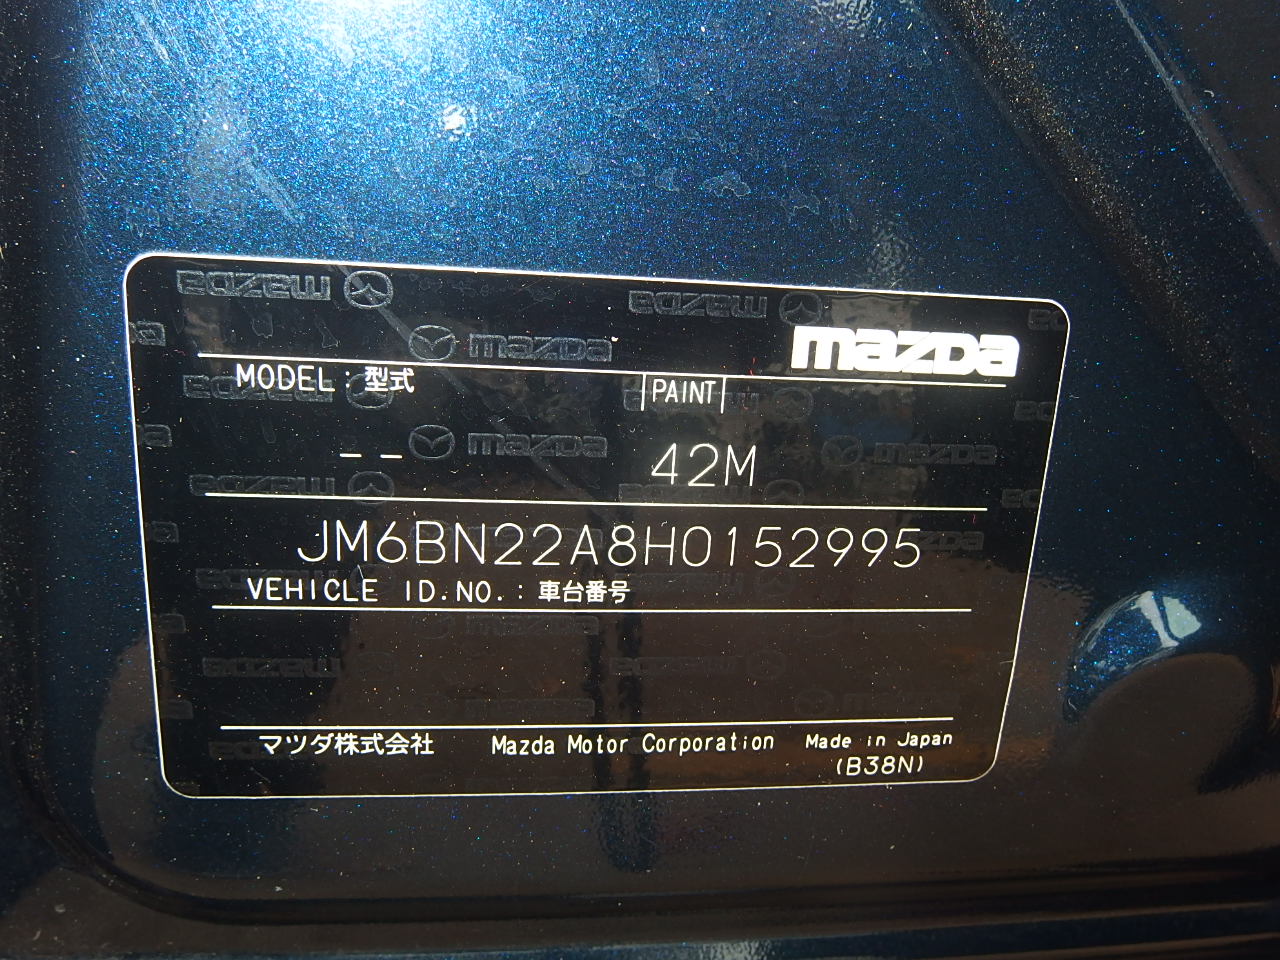 mazda
MODEL : 型式
PAINT
-- 42M
JM6BN22A8H0152995
VEHICLE ID.NO. : 車台番号
マツダ株式会社 Mazda Motor Corporation Made in Japan
(B38N)